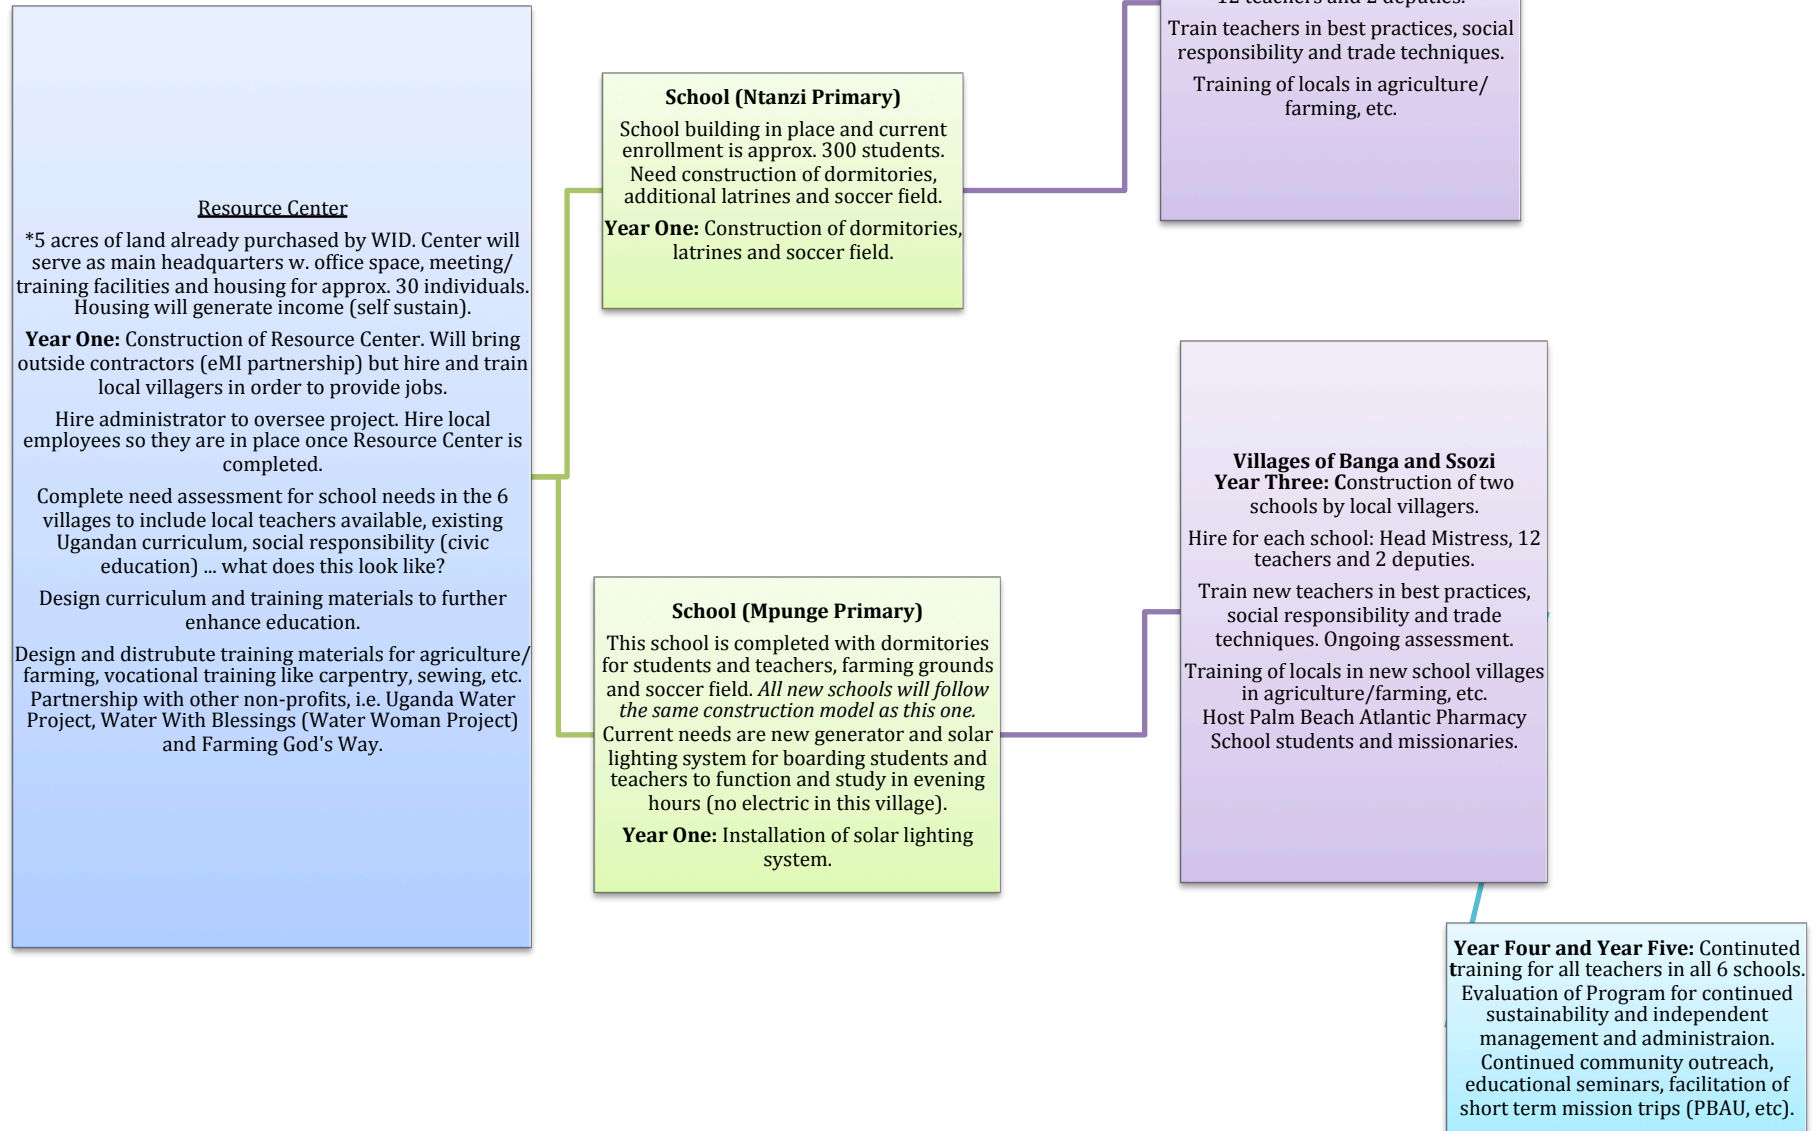 Resource Center
*5 acres of land already purchased by WID. Center will
serve as main headquarters w. office space, meeting/
training facilities and housing for approx. 30 individuals.
Housing will generate income (self sustain).
Year One: Construction of Resource Center. Will bring
outside contractors (eMI partnership) but hire and train
local villagers in order to provide jobs.
Hire administrator to oversee project. Hire local
employees so they are in place once Resource Center is
completed.
Complete need assessment for school needs in the 6
villages to include local teachers available, existing
Ugandan curriculum, social responsibility (civic
education) ... what does this look like?
Design curriculum and training materials to further
enhance education.
Design and distrubute training materials for agriculture/
farming, vocational training like carpentry, sewing, etc.
Partnership with other non-profits, i.e. Uganda Water
Project, Water With Blessings (Water Woman Project)
and Farming God's Way.
School (Ntanzi Primary)
School building in place and current
enrollment is approx. 300 students.
Need construction of dormitories,
additional latrines and soccer field.
Year One: Construction of dormitories,
latrines and soccer field.
12 teachers and 2 deputies.
Train teachers in best practices, social
responsibility and trade techniques.
Training of locals in agriculture/
farming, etc.
School (Mpunge Primary)
This school is completed with dormitories
for students and teachers, farming grounds
and soccer field. All new schools will follow
the same construction model as this one.
Current needs are new generator and solar
lighting system for boarding students and
teachers to function and study in evening
hours (no electric in this village).
Year One: Installation of solar lighting
system.
Villages of Banga and Ssozi
Year Three: Construction of two
schools by local villagers.
Hire for each school: Head Mistress, 12
teachers and 2 deputies.
Train new teachers in best practices,
social responsibility and trade
techniques. Ongoing assessment.
Training of locals in new school villages
in agriculture/farming, etc.
Host Palm Beach Atlantic Pharmacy
School students and missionaries.
Year Four and Year Five: Continuted
training for all teachers in all 6 schools.
Evaluation of Program for continued
sustainability and independent
management and administraion.
Continued community outreach,
educational seminars, facilitation of
short term mission trips (PBAU, etc).